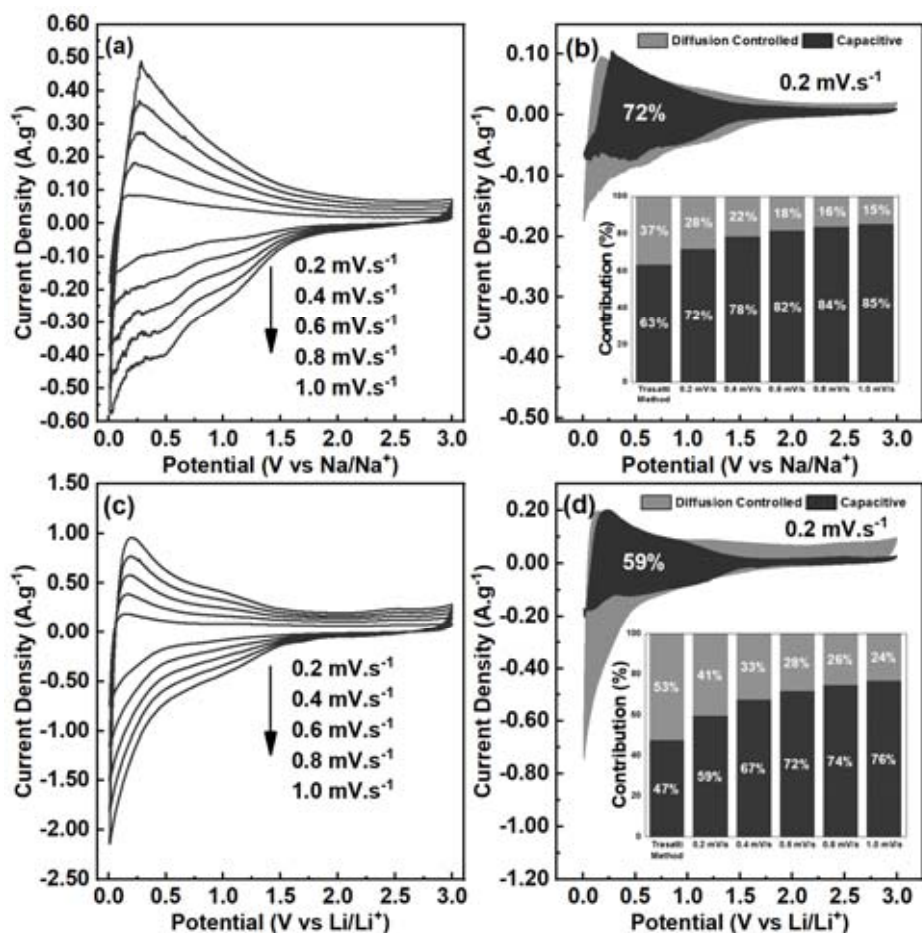 (a)
0.60
0.50
0.40
0.30
0.20
0.10
0.00
-0.10
-0.20
-0.30
-0.40
-0.50
-0.60
Current Density (A.g-1)
0.2 mV.s-1
0.4 mV.s-1
0.6 mV.s-1
0.8 mV.s-1
1.0 mV.s-1
0.0 0.5 1.0 1.5 2.0 2.5 3.0
Potential (V vs Na/Na+)
(b)
Diffusion Controlled Capacitive
0.2 mV.s-1
72%
0.10
0.00
-0.10
-0.20
-0.30
-0.40
-0.50
Current Density (A.g-1)
100
80
60
40
20
0
Contribution (%)
37% 28% 22% 18% 16% 15%
63% 72% 78% 82% 84% 85%
Trasatti Method 0.2 mV/s 0.4 mV/s 0.6 mV/s 0.8 mV/s 1.0 mV/s
0.0 0.5 1.0 1.5 2.0 2.5 3.0
Potential (V vs Na/Na+)
(c)
1.50
1.00
0.50
0.00
-0.50
-1.00
-1.50
-2.00
-2.50
Current Density (A.g-1)
0.2 mV.s-1
0.4 mV.s-1
0.6 mV.s-1
0.8 mV.s-1
1.0 mV.s-1
0.0 0.5 1.0 1.5 2.0 2.5 3.0
Potential (V vs Li/Li+)
(d)
Diffusion Controlled Capacitive
0.2 mV.s-1
59%
0.20
0.00
-0.20
-0.40
-0.60
-0.80
-1.00
-1.20
Current Density (A.g-1)
100
80
60
40
20
0
Contribution (%)
53% 41% 33% 28% 26% 24%
47% 59% 67% 72% 74% 76%
Trasatti Method 0.2 mV/s 0.4 mV/s 0.6 mV/s 0.8 mV/s 1.0 mV/s
0.0 0.5 1.0 1.5 2.0 2.5 3.0
Potential (V vs Li/Li+)